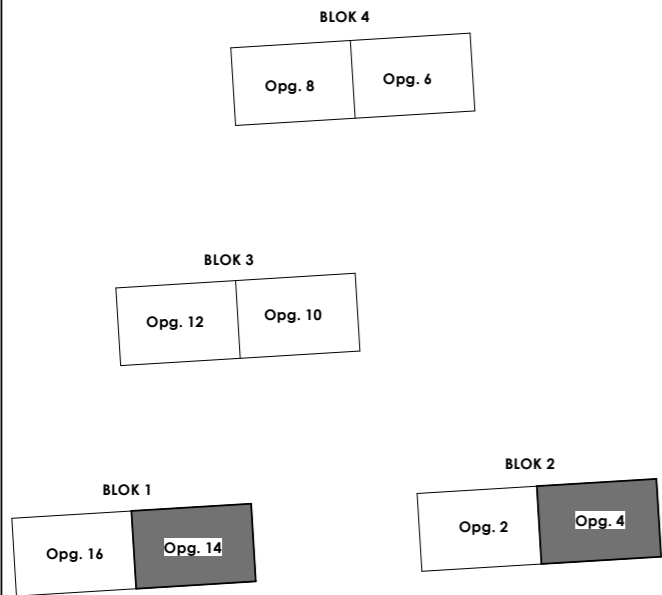 BLOK 4
Opg. 8
Opg. 6
BLOK 3
Opg. 12
Opg. 10
BLOK 1
Opg. 16
Opg. 14
BLOK 2
Opg. 2
Opg. 4